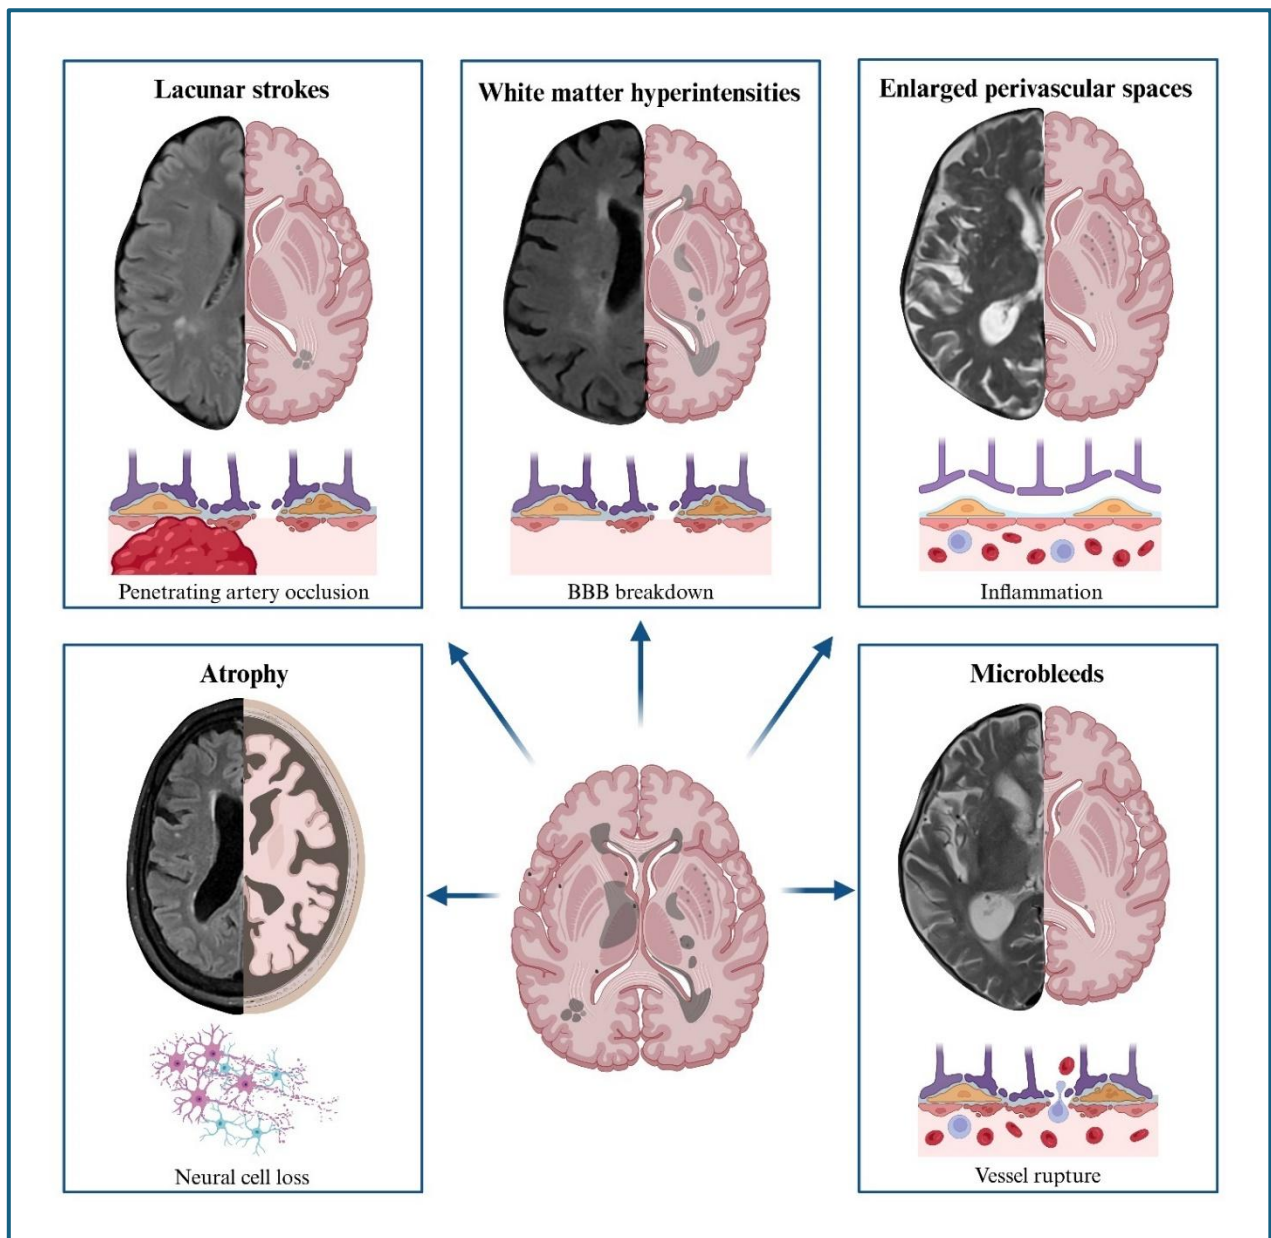 Lacunar strokes
White matter hyperintensities
Enlarged perivascular spaces
Penetrating artery occlusion
BBB breakdown
Inflammation
Atrophy
Microbleeds
Neural cell loss
Vessel rupture